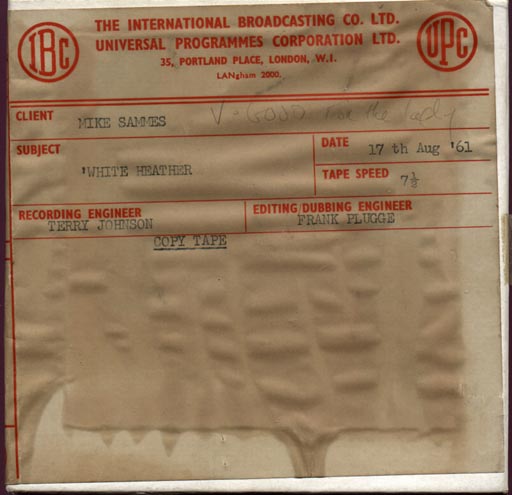 IBC
THE INTERNATIONAL BROADCASTING CO. LTD.
UNIVERSAL PROGRAMMES CORPORATION LTD.
35, PORTLAND PLACE, LONDON, W.I.
LANgham 2000.
UPC
CLIENT
MIKE SAMMES
V. GOOD For the
SUBJECT
'WHITE HEATHER
DATE
17 th Aug '61
TAPE SPEED
7½
RECORDING ENGINEER
TERRY JOHNSON
EDITING/DUBBING ENGINEER
FRANK PLUGGE
COPY TAPE